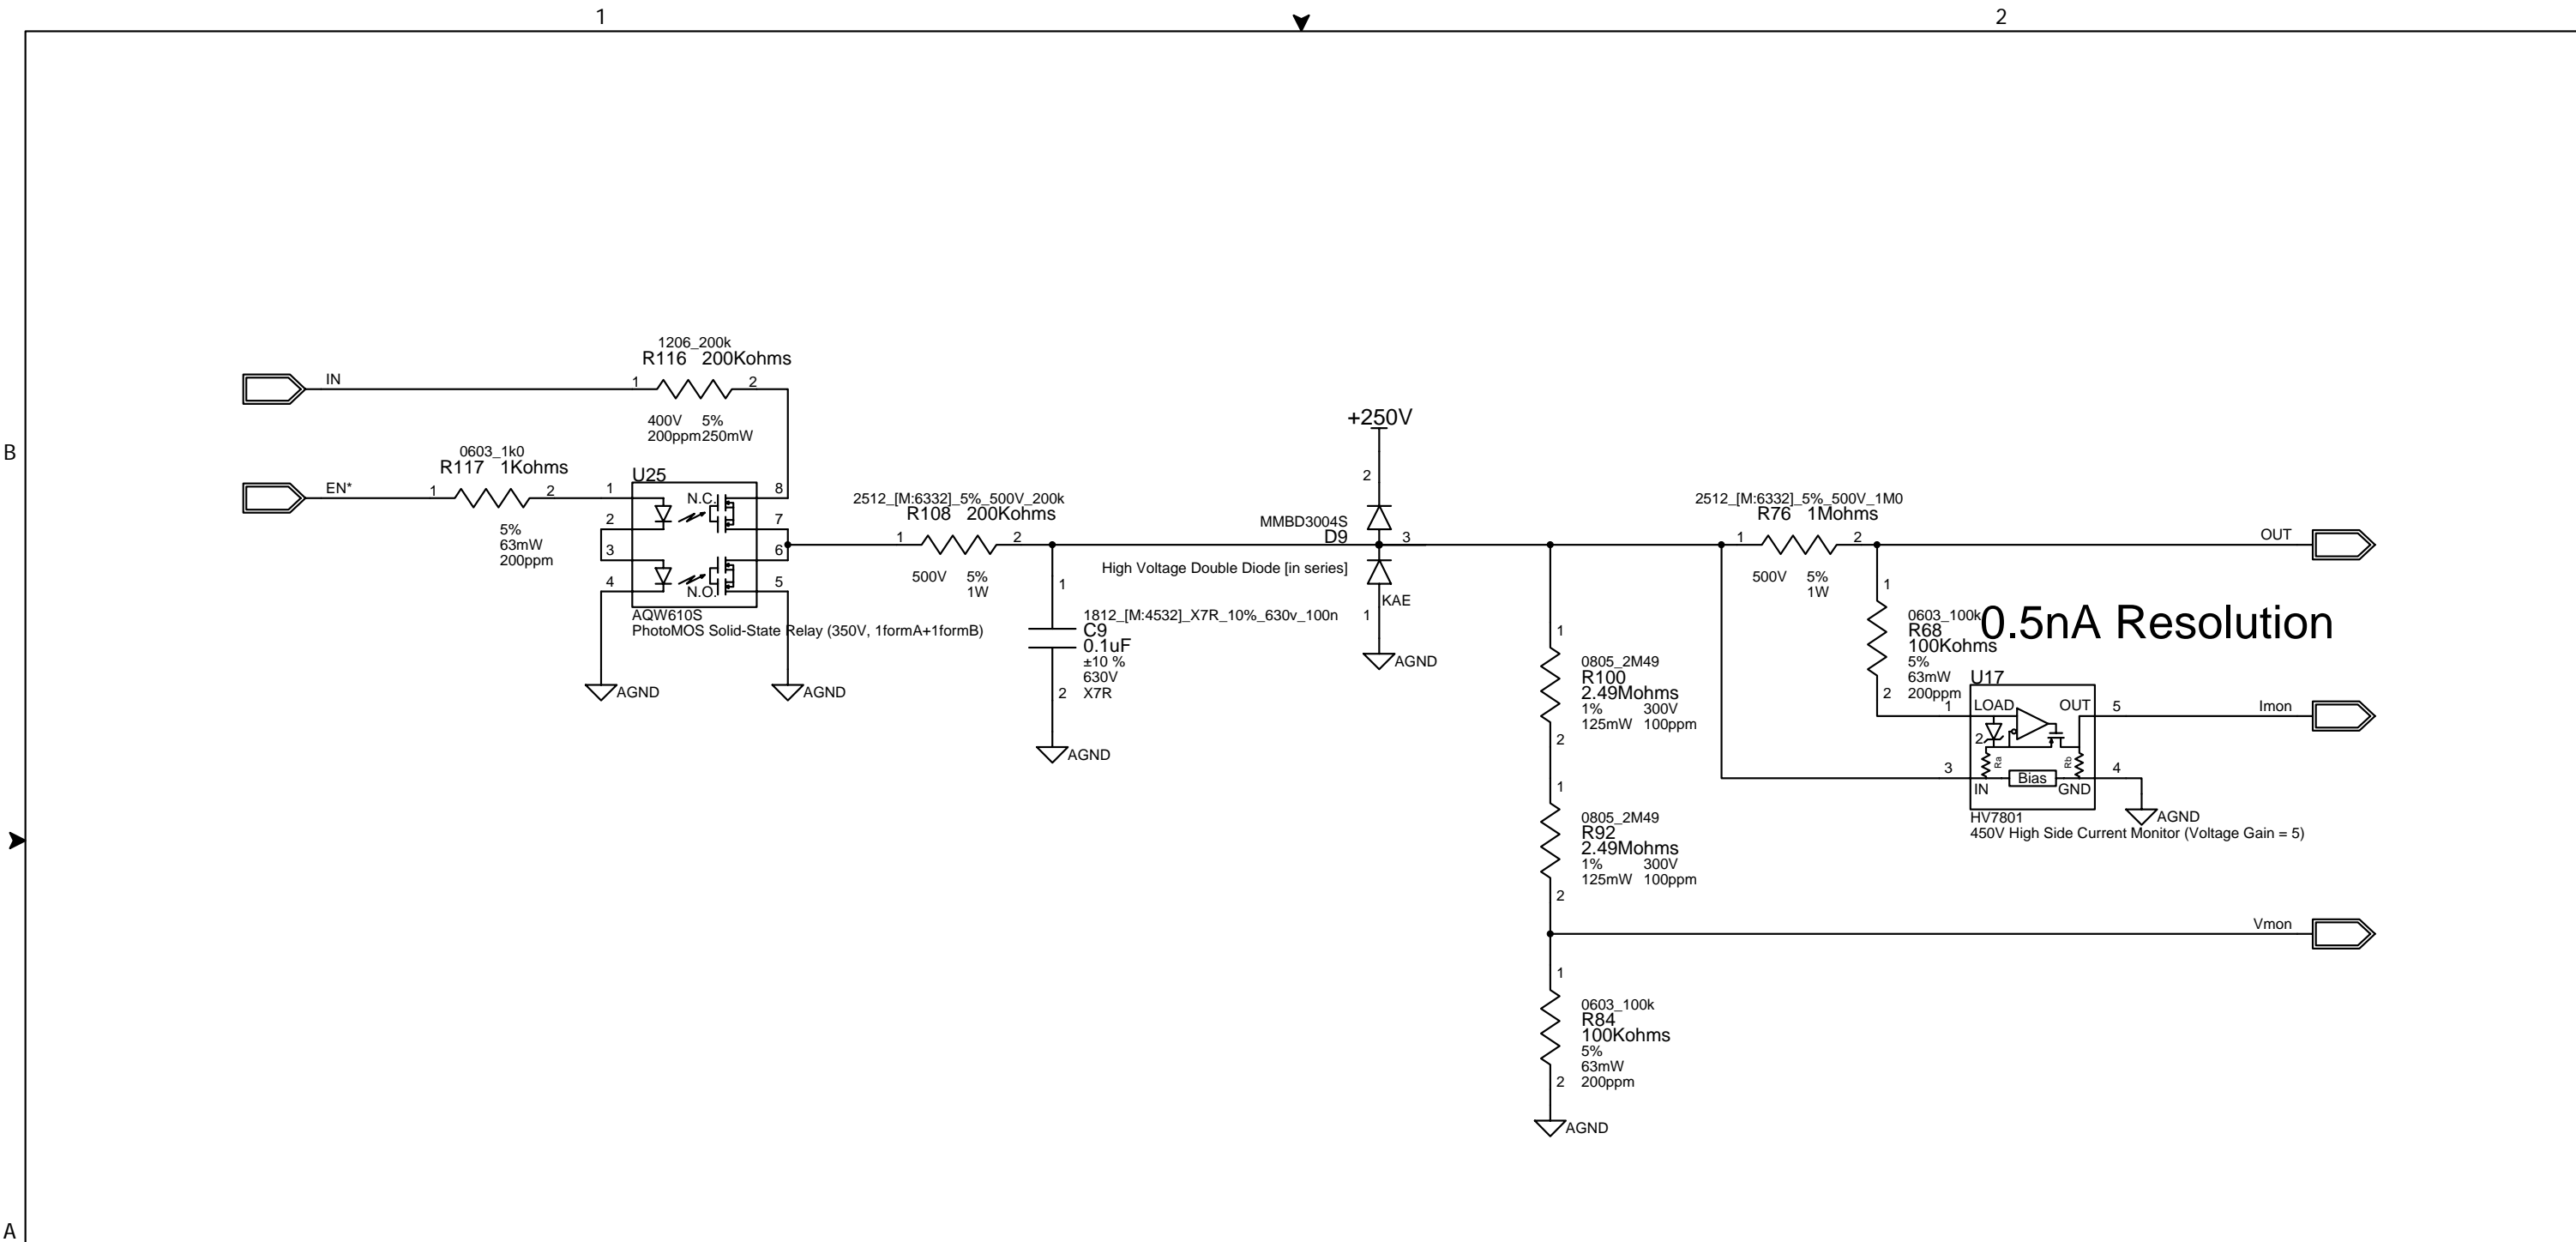 1
2
B
A
1206_200k
R116 200Kohms
1
2
IN
400V 5%
200ppm250mW
0603_1k0
R117 1Kohms
EN*
1
2
5%
63mW
200ppm
U25
1
2
3
4
N.C.
N.O.
8
7
6
5
AQW610S
PhotoMOS Solid-State Relay (350V, 1formA+1formB)
AGND
AGND
2512_[M:6332]_5%_500V_200k
R108 200Kohms
1
2
500V 5%
1W
1
1812_[M:4532]_X7R_10%_630v_100n
C9
0.1uF
±10 %
630V
2 X7R
AGND
+250V
2
MMBD3004S
D9
3
High Voltage Double Diode [in series]
KAE
1
AGND
1
0805_2M49
R100
2.49Mohms
1% 300V
125mW 100ppm
2
1
0805_2M49
R92
2.49Mohms
1% 300V
125mW 100ppm
2
1
0603_100k
R84
100Kohms
5%
63mW
2 200ppm
AGND
2512_[M:6332]_5%_500V_1M0
R76 1Mohms
1
2
500V 5%
1W
OUT
1
0603_100k
R68
100Kohms
5%
63mW
2 200ppm
0.5nA Resolution
U17
1
LOAD
OUT
5
Imon
2
Ra
Rb
3
Bias
4
IN
GND
AGND
HV7801
450V High Side Current Monitor (Voltage Gain = 5)
Vmon